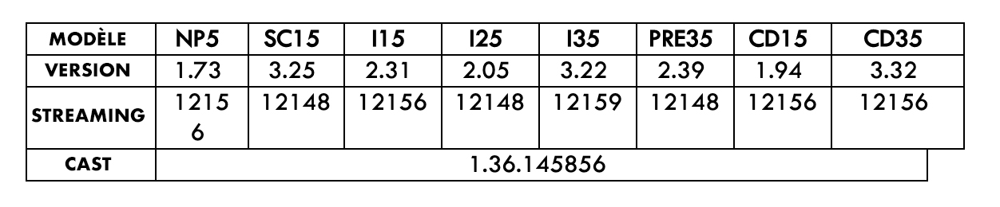 MODÈLE NP5 SC15 I15 I25 I35 PRE35 CD15 CD35
VERSION 1.73 3.25 2.31 2.05 3.22 2.39 1.94 3.32
STREAMING 1215 12148 12156 12148 12159 12148 12156 12156
6
CAST 1.36.145856